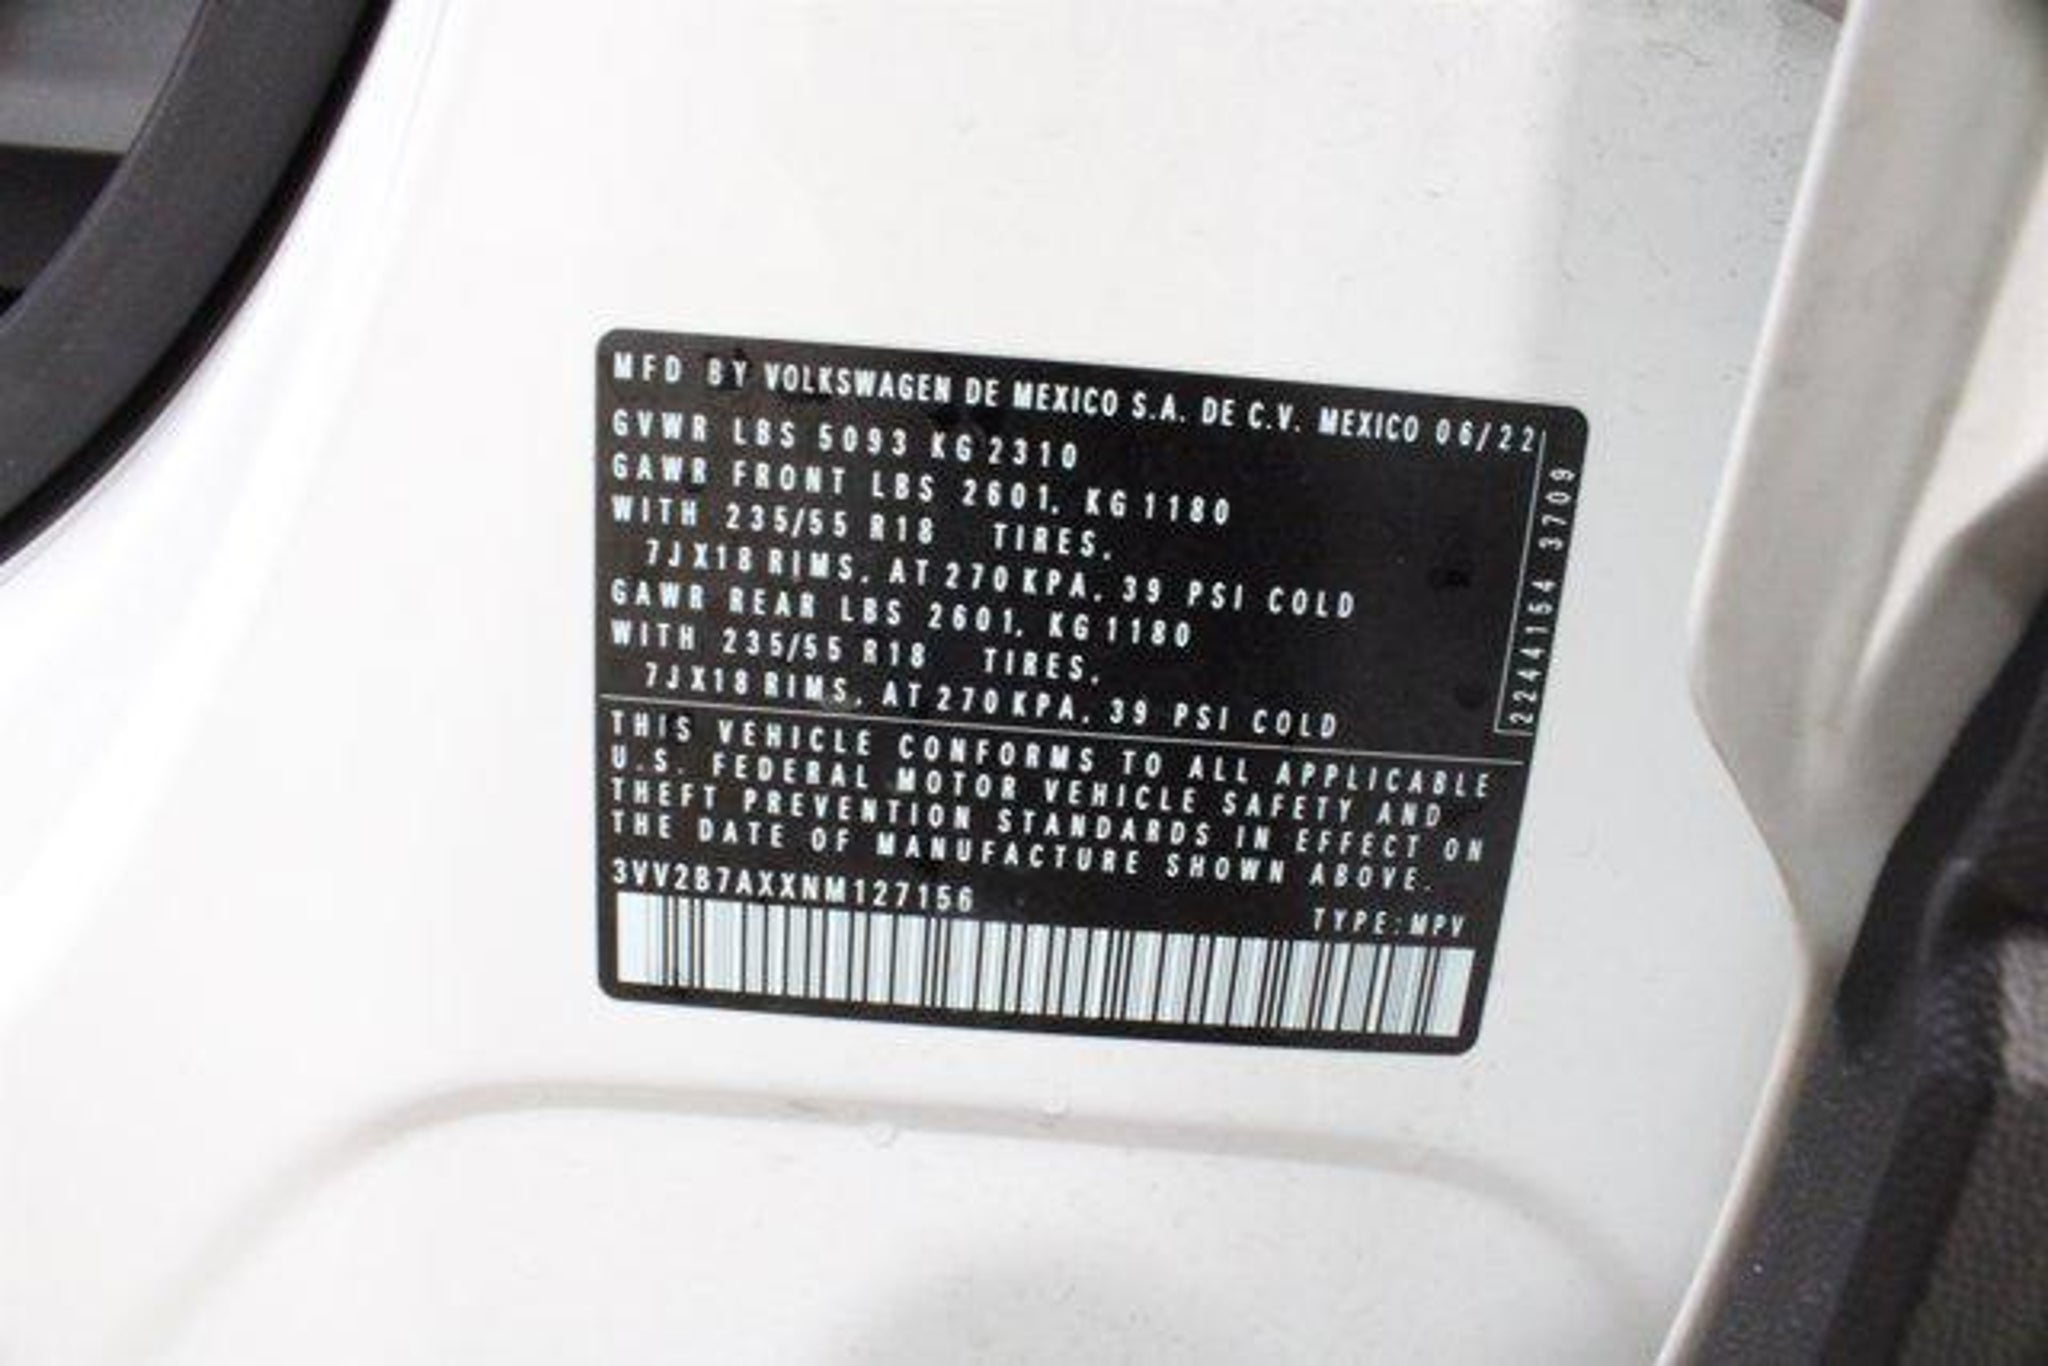 MFD BY VOLKSWAGEN DE MEXICO S.A. DE C.V. MEXICO 06/22
GVWR LBS 5093 KG 2310
GAWR FRONT LBS 2601, KG 1180
WITH 235/55 R18 TIRES,
7JX18 RIMS, AT 270 KPA, 39 PSI COLD
GAWR REAR LBS 2601, KG 1180
WITH 235/55 R18 TIRES,
7JX18 RIMS, AT 270 KPA, 39 PSI COLD
2244154 3709
THIS VEHICLE CONFORMS TO ALL APPLICABLE
U.S. FEDERAL MOTOR VEHICLE SAFETY AND
THEFT PREVENTION STANDARDS IN EFFECT ON
THE DATE OF MANUFACTURE SHOWN ABOVE.
3VV2B7AXXNM127156
TYPE:MPV